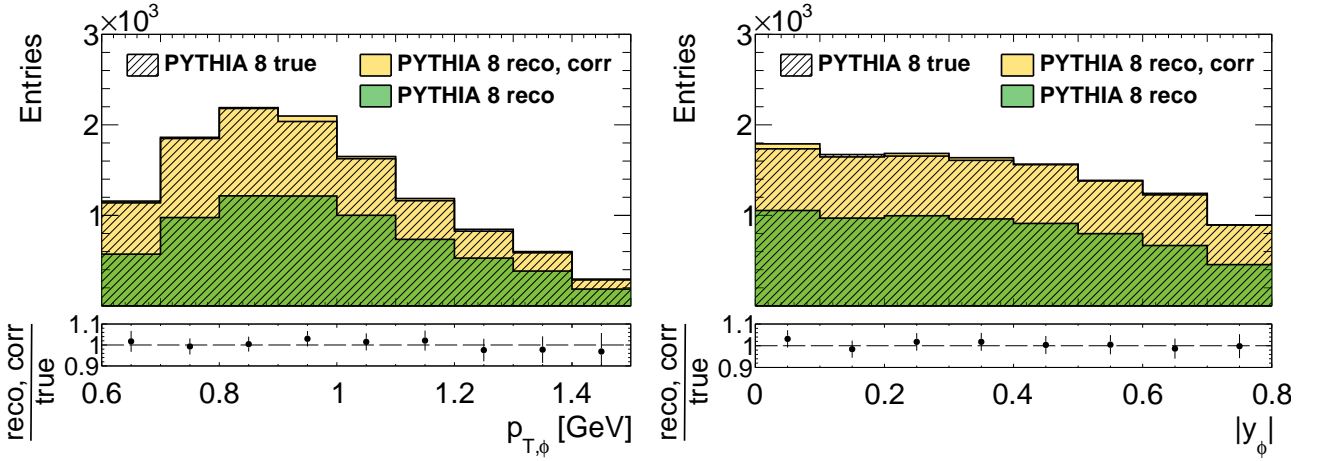 ×10³
3
2
1
Entries
PYTHIA 8 true
PYTHIA 8 reco, corr
PYTHIA 8 reco
reco, corr
true
1.1
1
0.9
0.6 0.8 1 1.2 1.4
p_{T,ϕ} [GeV]
×10³
3
2
1
Entries
PYTHIA 8 true
PYTHIA 8 reco, corr
PYTHIA 8 reco
reco, corr
true
1.1
1
0.9
0 0.2 0.4 0.6 0.8
|y_ϕ|